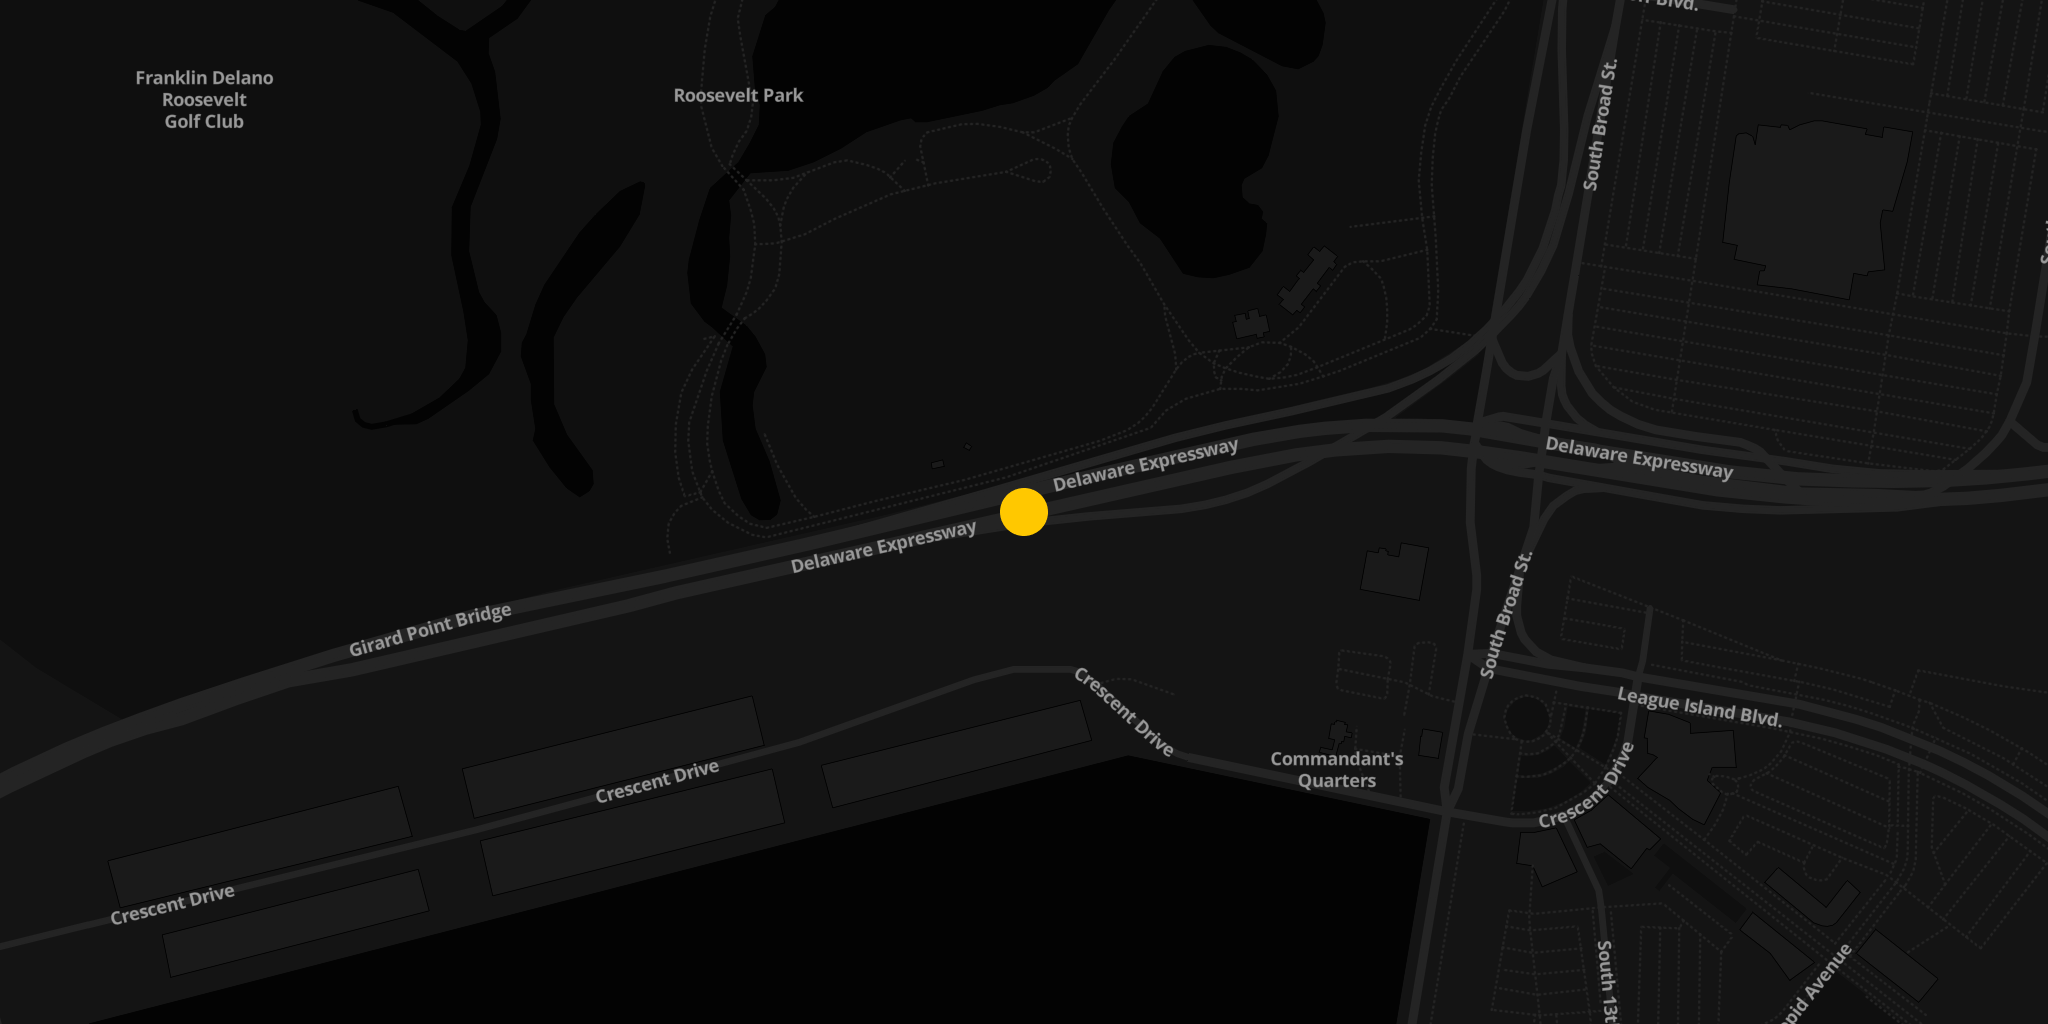 Blvd.
Franklin Delano
Roosevelt
Golf Club
Roosevelt Park
South Broad St.
Delaware Expressway
Delaware Expressway
Delaware Expressway
Girard Point Bridge
South Broad St.
Crescent Drive
League Island Blvd.
Commandant's
Quarters
Crescent Drive
Crescent Drive
Crescent Drive
South 13t
Avenue